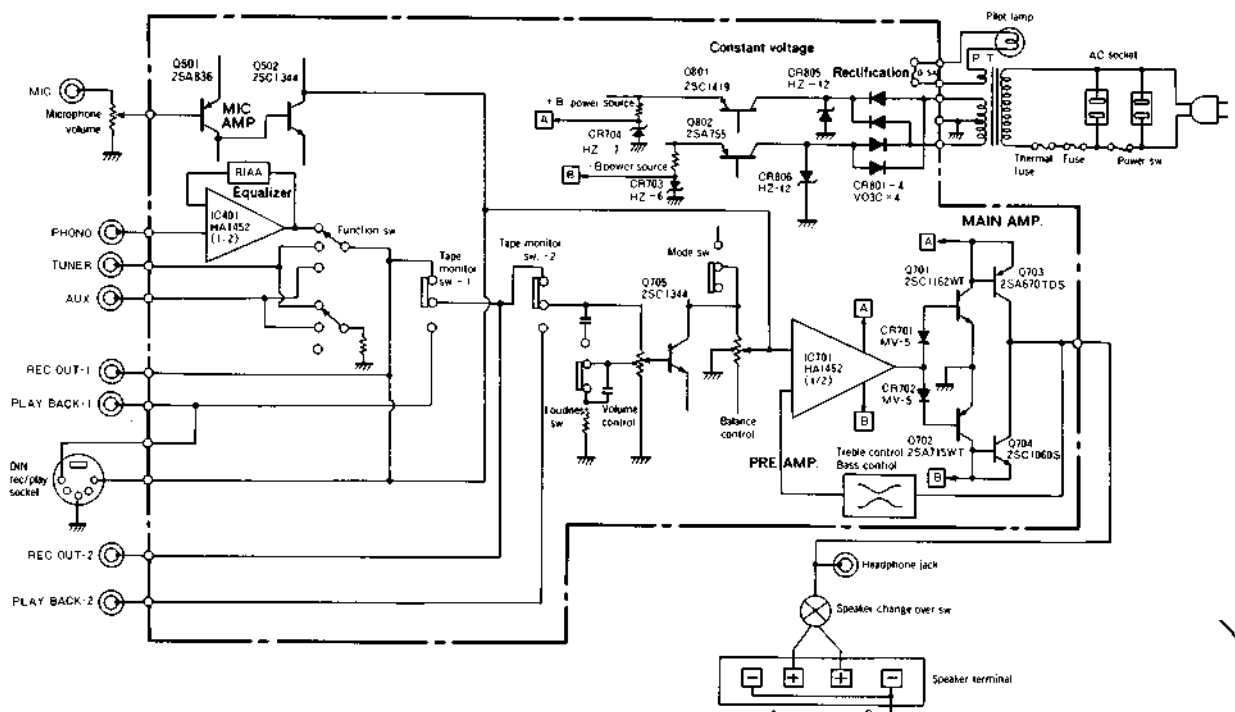 Pilot lamp
Q501
2SA836
Q502
2SC1344
Constant voltage
Q801
2SC1419
CR805
HZ-12
Rectification
0.5A
P T
AC socket
MIC
Microphone
volume
MIC
AMP
+B power source
A
CR704
Q802
2SA755
-B power source
B
CR703
HZ-6
CR806
HZ-12
CR801-4
VO3C×4
Thermal
fuse
Fuse
Power sw
RIAA
Equalizer
IC401
HA1452
(1/2)
Function sw
PHONO
TUNER
AUX
Tape
monitor
sw-1
Tape monitor
sw.-2
Mode sw
Q705
2SC1344
MAIN AMP.
A
Q701
2SC1162WT
Q703
2SA670TDS
A
CR701
MV-5
IC701
HA1452
(1/2)
CR702
MV-5
B
REC OUT-1
PLAY BACK-1
Loudness
sw
Volume
control
Balance
control
PRE AMP.
Q702
2SA715WT
Q704
2SC1060S
Treble control
Bass control
B
DIN
rec/play
socket
REC OUT-2
PLAY BACK-2
Headphone jack
Speaker change over sw
- + + -
Speaker terminal